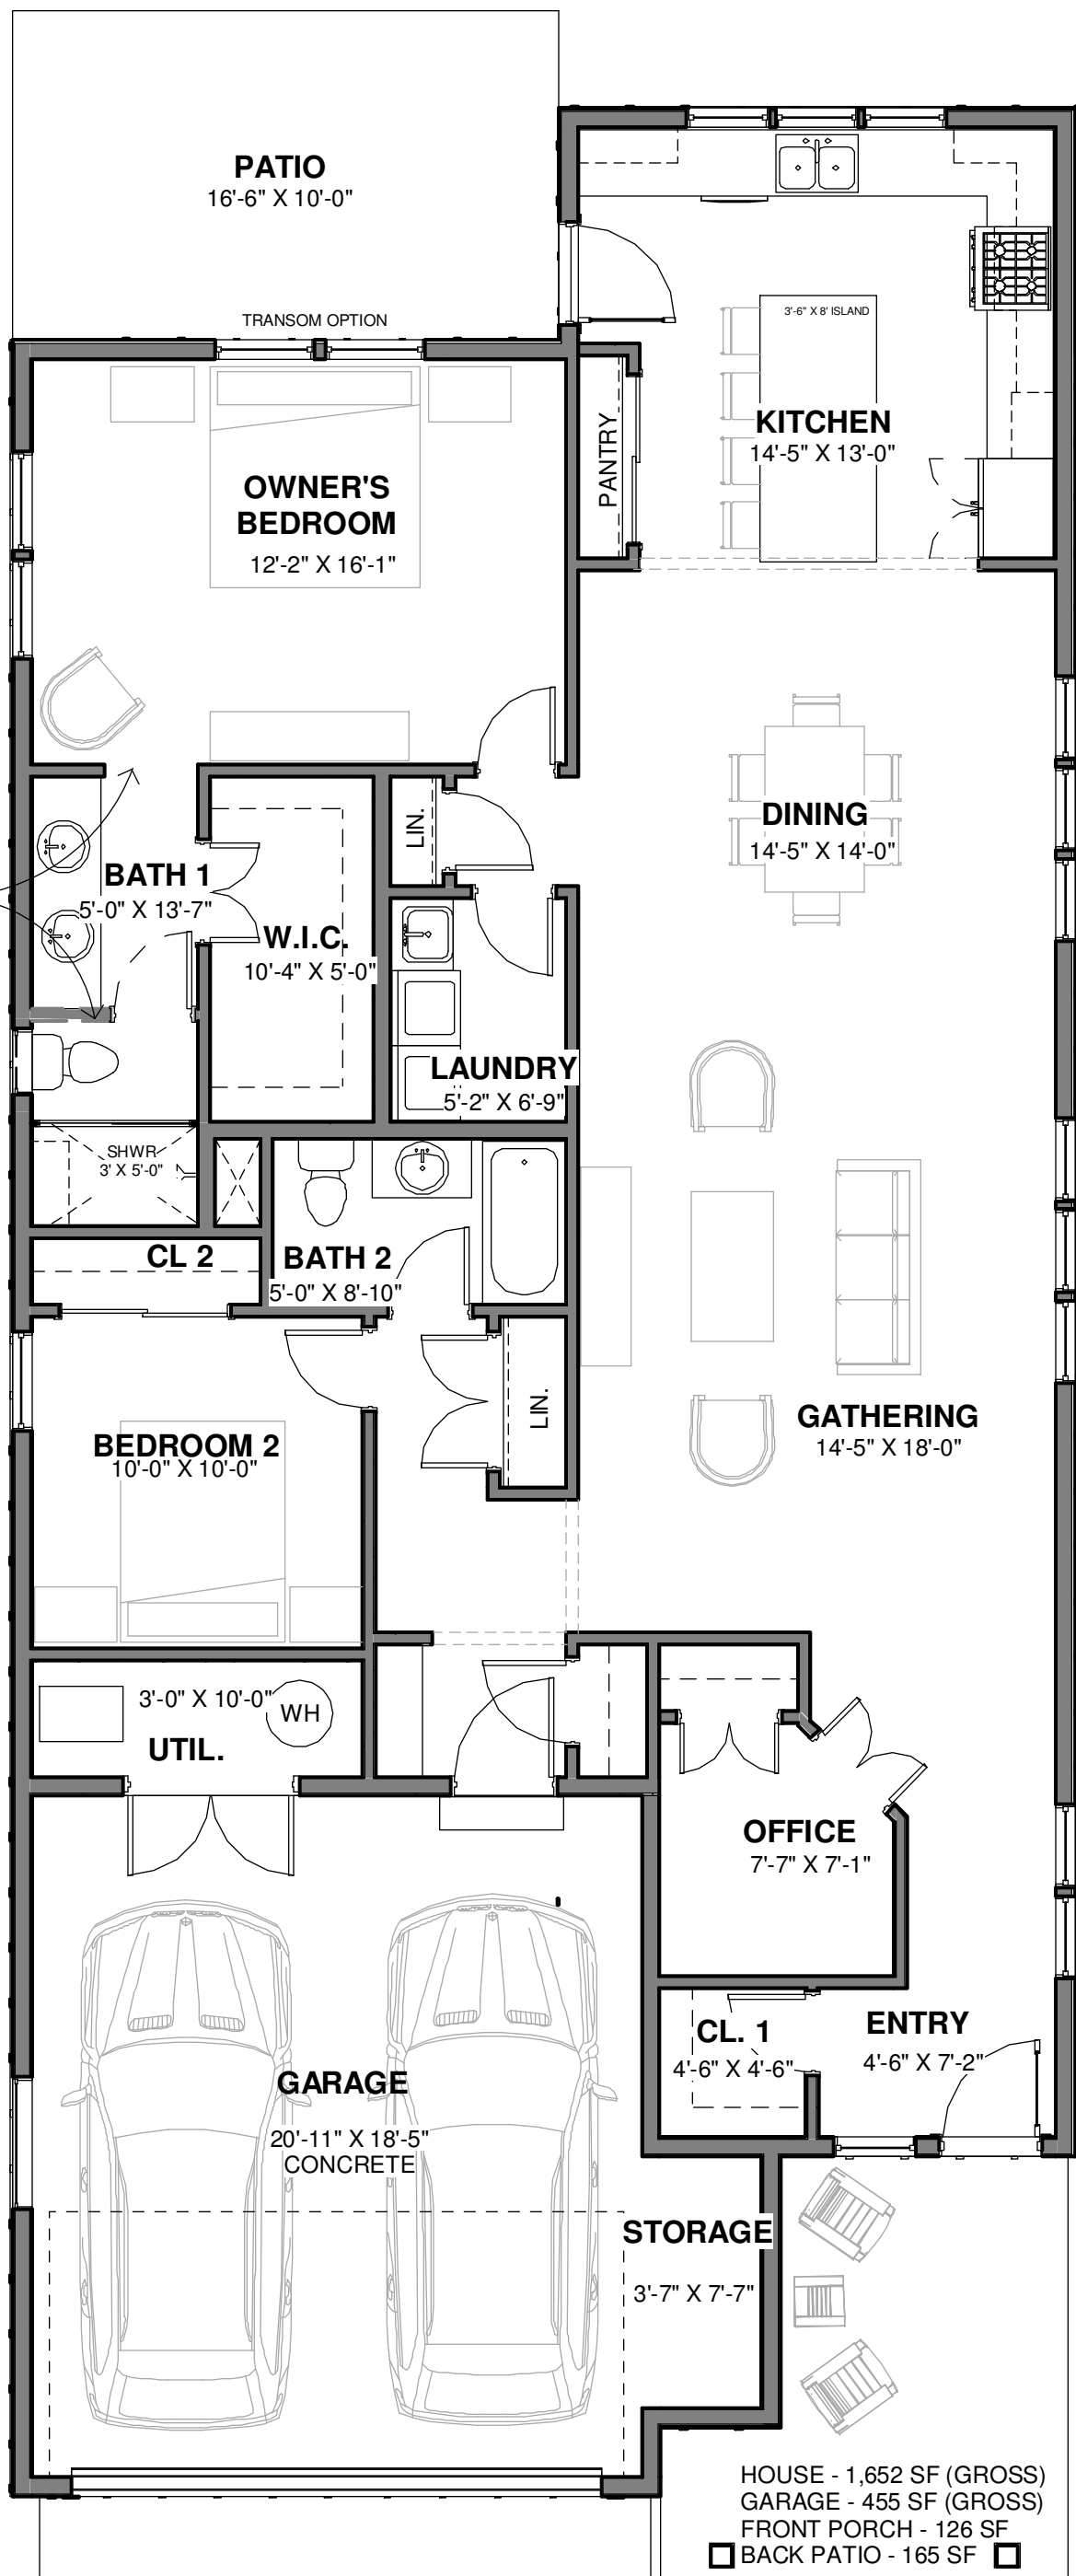 PATIO
16'-6" X 10'-0"
TRANSOM OPTION
3'-6" X 8' ISLAND
KITCHEN
14'-5" X 13'-0"
PANTRY
OWNER'S
BEDROOM
12'-2" X 16'-1"
LIN.
DINING
14'-5" X 14'-0"
BATH 1
5'-0" X 13'-7"
W.I.C.
10'-4" X 5'-0"
LAUNDRY
5'-2" X 6'-9"
SHWR
3' X 5'-0"
CL 2
BATH 2
5'-0" X 8'-10"
LIN.
GATHERING
14'-5" X 18'-0"
BEDROOM 2
10'-0" X 10'-0"
3'-0" X 10'-0"
WH
UTIL.
OFFICE
7'-7" X 7'-1"
CL. 1
4'-6" X 4'-6"
ENTRY
4'-6" X 7'-2"
GARAGE
20'-11" X 18'-5"
CONCRETE
STORAGE
3'-7" X 7'-7"
HOUSE - 1,652 SF (GROSS)
GARAGE - 455 SF (GROSS)
FRONT PORCH - 126 SF
BACK PATIO - 165 SF